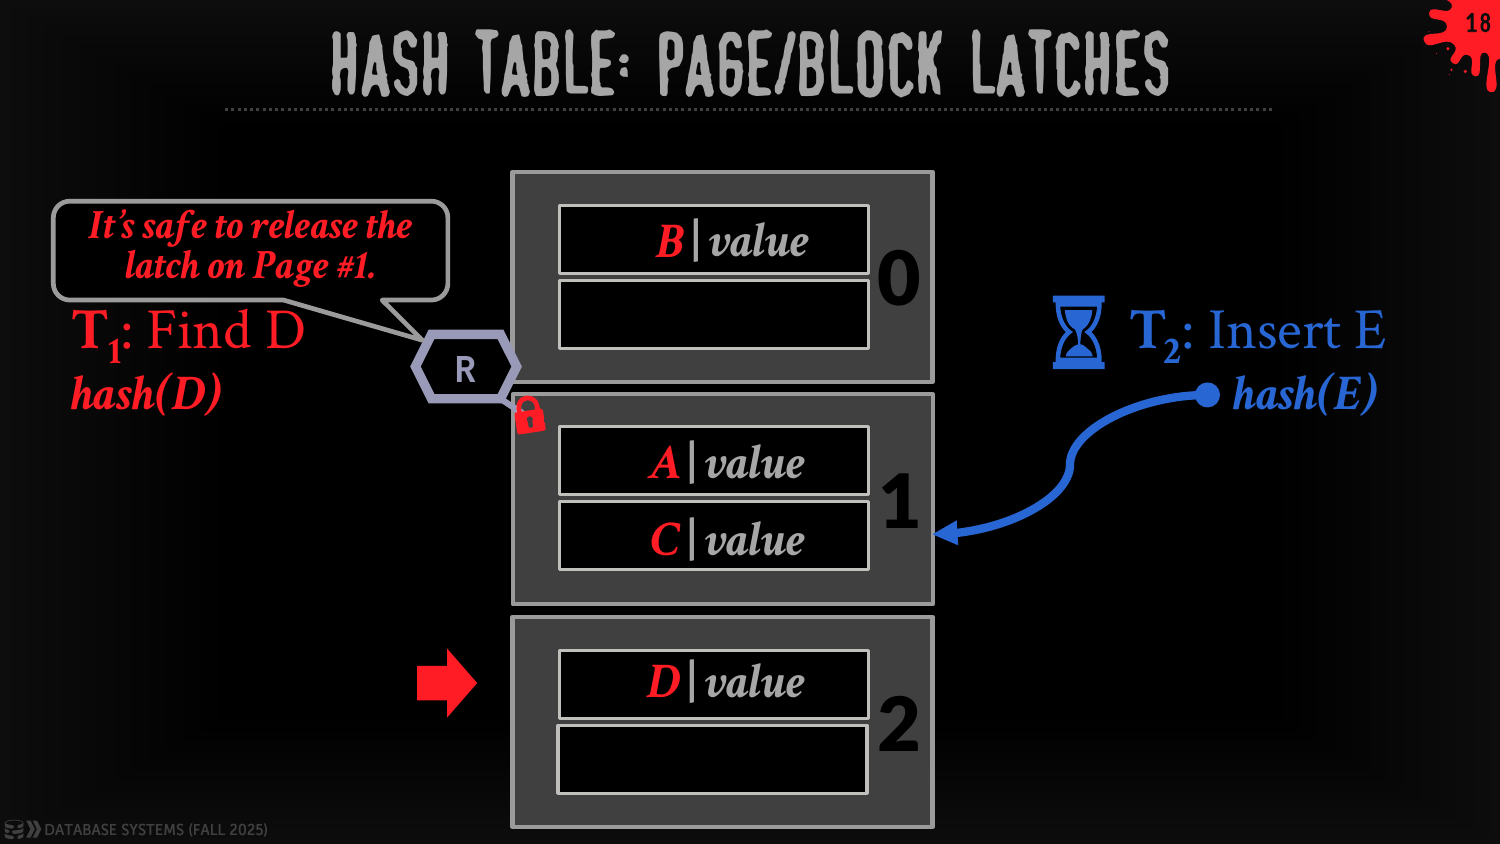 18
HASH TABLE: PAGE/BLOCK LATCHES
It's safe to release the
latch on Page #1.
T1: Find D
hash(D)
R
B|value
0
A|value
C|value
1
D|value
2
T2: Insert E
hash(E)
DATABASE SYSTEMS (FALL 2025)